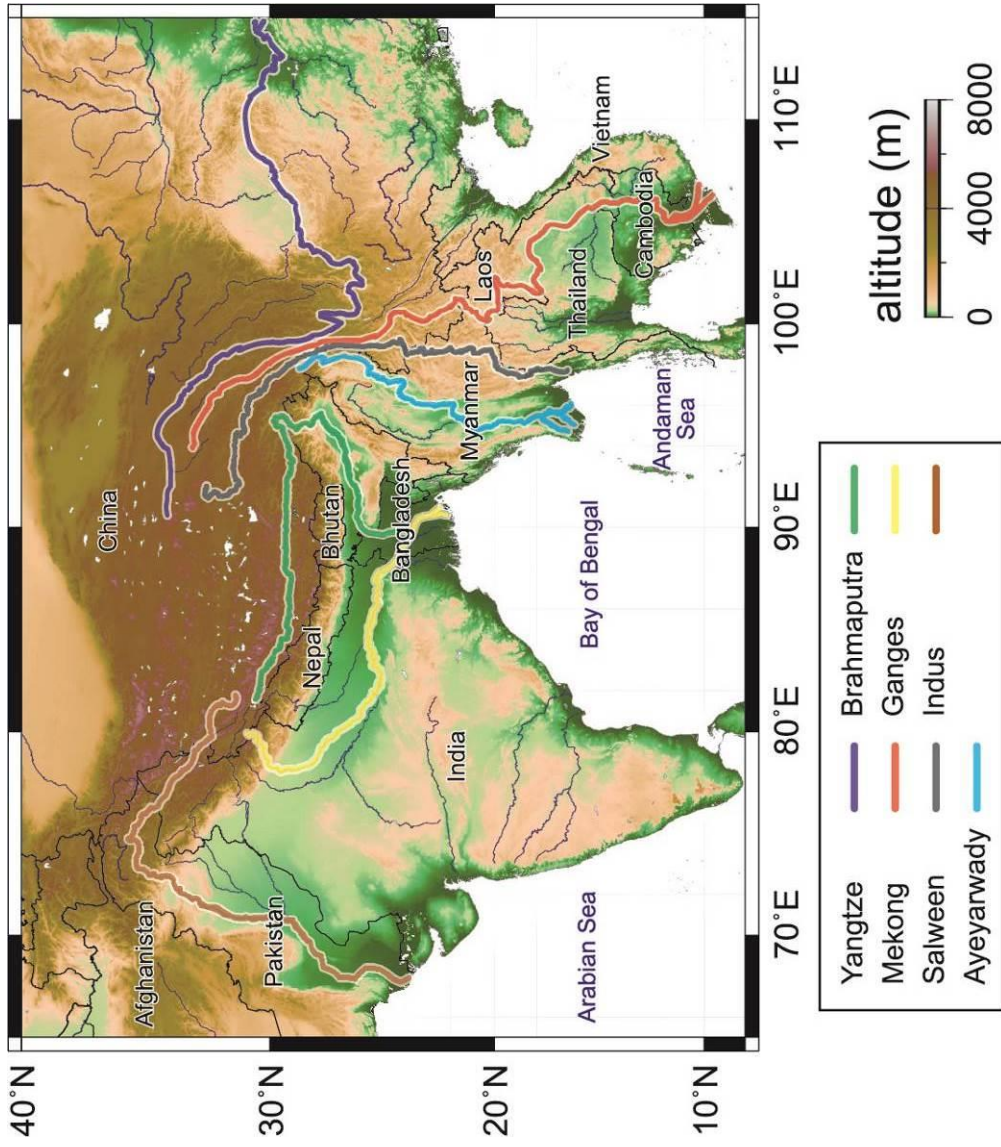 40°N
30°N
20°N
10°N
70°E
80°E
90°E
100°E
110°E
Afghanistan
Pakistan
China
Nepal
Bhutan
Bangladesh
India
Myanmar
Laos
Thailand
Vietnam
Cambodia
Arabian Sea
Bay of Bengal
Andaman
Sea
Yangtze
Mekong
Salween
Ayeyarwady
Brahmaputra
Ganges
Indus
altitude (m)
0 4000 8000